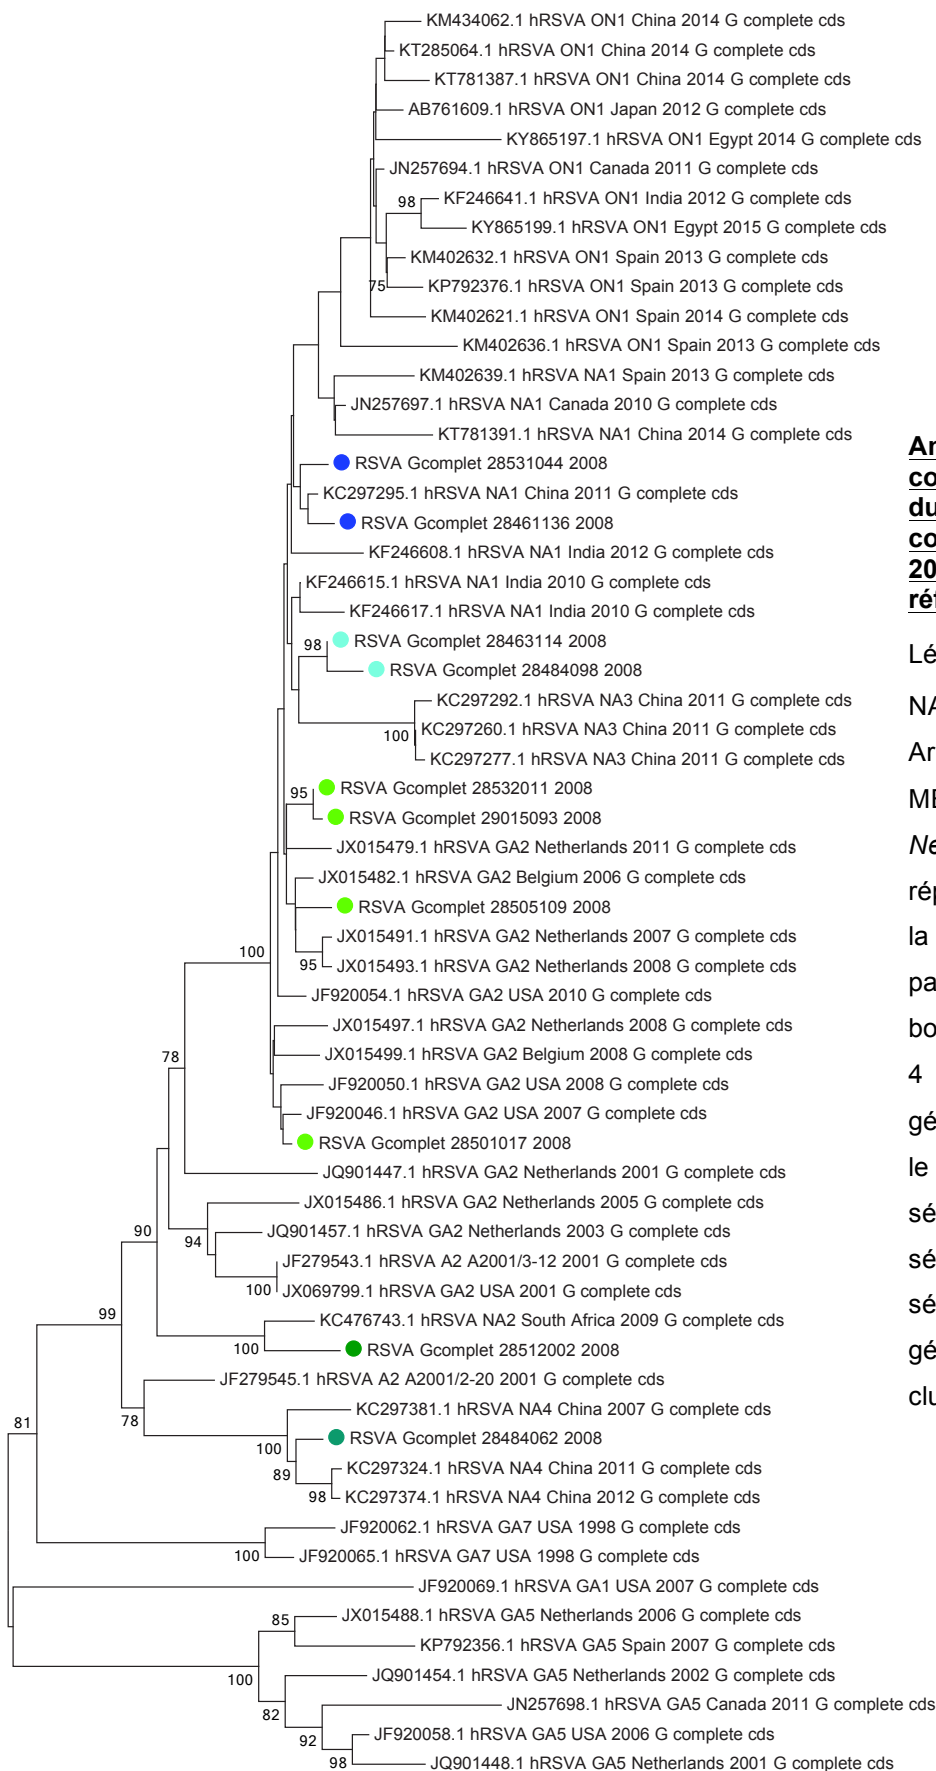 KM434062.1 hRSVA ON1 China 2014 G complete cds
KT285064.1 hRSVA ON1 China 2014 G complete cds
KT781387.1 hRSVA ON1 China 2014 G complete cds
AB761609.1 hRSVA ON1 Japan 2012 G complete cds
KY865197.1 hRSVA ON1 Egypt 2014 G complete cds
JN257694.1 hRSVA ON1 Canada 2011 G complete cds
98
KF246641.1 hRSVA ON1 India 2012 G complete cds
KY865199.1 hRSVA ON1 Egypt 2015 G complete cds
KM402632.1 hRSVA ON1 Spain 2013 G complete cds
75
KP792376.1 hRSVA ON1 Spain 2013 G complete cds
KM402621.1 hRSVA ON1 Spain 2014 G complete cds
KM402636.1 hRSVA ON1 Spain 2013 G complete cds
KM402639.1 hRSVA NA1 Spain 2013 G complete cds
JN257697.1 hRSVA NA1 Canada 2010 G complete cds
KT781391.1 hRSVA NA1 China 2014 G complete cds
RSVA Gcomplet 28531044 2008
KC297295.1 hRSVA NA1 China 2011 G complete cds
RSVA Gcomplet 28461136 2008
KF246608.1 hRSVA NA1 India 2012 G complete cds
KF246615.1 hRSVA NA1 India 2010 G complete cds
KF246617.1 hRSVA NA1 India 2010 G complete cds
98
RSVA Gcomplet 28463114 2008
RSVA Gcomplet 28484098 2008
KC297292.1 hRSVA NA3 China 2011 G complete cds
100
KC297260.1 hRSVA NA3 China 2011 G complete cds
KC297277.1 hRSVA NA3 China 2011 G complete cds
95
RSVA Gcomplet 28532011 2008
RSVA Gcomplet 29015093 2008
JX015479.1 hRSVA GA2 Netherlands 2011 G complete cds
JX015482.1 hRSVA GA2 Belgium 2006 G complete cds
RSVA Gcomplet 28505109 2008
JX015491.1 hRSVA GA2 Netherlands 2007 G complete cds
100
95
JX015493.1 hRSVA GA2 Netherlands 2008 G complete cds
JF920054.1 hRSVA GA2 USA 2010 G complete cds
JX015497.1 hRSVA GA2 Netherlands 2008 G complete cds
78
JX015499.1 hRSVA GA2 Belgium 2008 G complete cds
JF920050.1 hRSVA GA2 USA 2008 G complete cds
JF920046.1 hRSVA GA2 USA 2007 G complete cds
RSVA Gcomplet 28501017 2008
JQ901447.1 hRSVA GA2 Netherlands 2001 G complete cds
JX015486.1 hRSVA GA2 Netherlands 2005 G complete cds
90
94
JQ901457.1 hRSVA GA2 Netherlands 2003 G complete cds
JF279543.1 hRSVA A2 A2001/3-12 2001 G complete cds
100
JX069799.1 hRSVA GA2 USA 2001 G complete cds
99
KC476743.1 hRSVA NA2 South Africa 2009 G complete cds
100
RSVA Gcomplet 28512002 2008
JF279545.1 hRSVA A2 A2001/2-20 2001 G complete cds
81
78
KC297381.1 hRSVA NA4 China 2007 G complete cds
100
RSVA Gcomplet 28484062 2008
89
KC297324.1 hRSVA NA4 China 2011 G complete cds
98
KC297374.1 hRSVA NA4 China 2012 G complete cds
JF920062.1 hRSVA GA7 USA 1998 G complete cds
100
JF920065.1 hRSVA GA7 USA 1998 G complete cds
JF920069.1 hRSVA GA1 USA 2007 G complete cds
85
JX015488.1 hRSVA GA5 Netherlands 2006 G complete cds
KP792356.1 hRSVA GA5 Spain 2007 G complete cds
100
JQ901454.1 hRSVA GA5 Netherlands 2002 G complete cds
82
JN257698.1 hRSVA GA5 Canada 2011 G complete cds
92
JF920058.1 hRSVA GA5 USA 2006 G complete cds
98
JQ901448.1 hRSVA GA5 Netherlands 2001 G complete cds
co
du
co
20
Lé
NA
Ar
Ne
rép
la
pa
bo
4
gé
le
sé
sé
sé
gé
clu